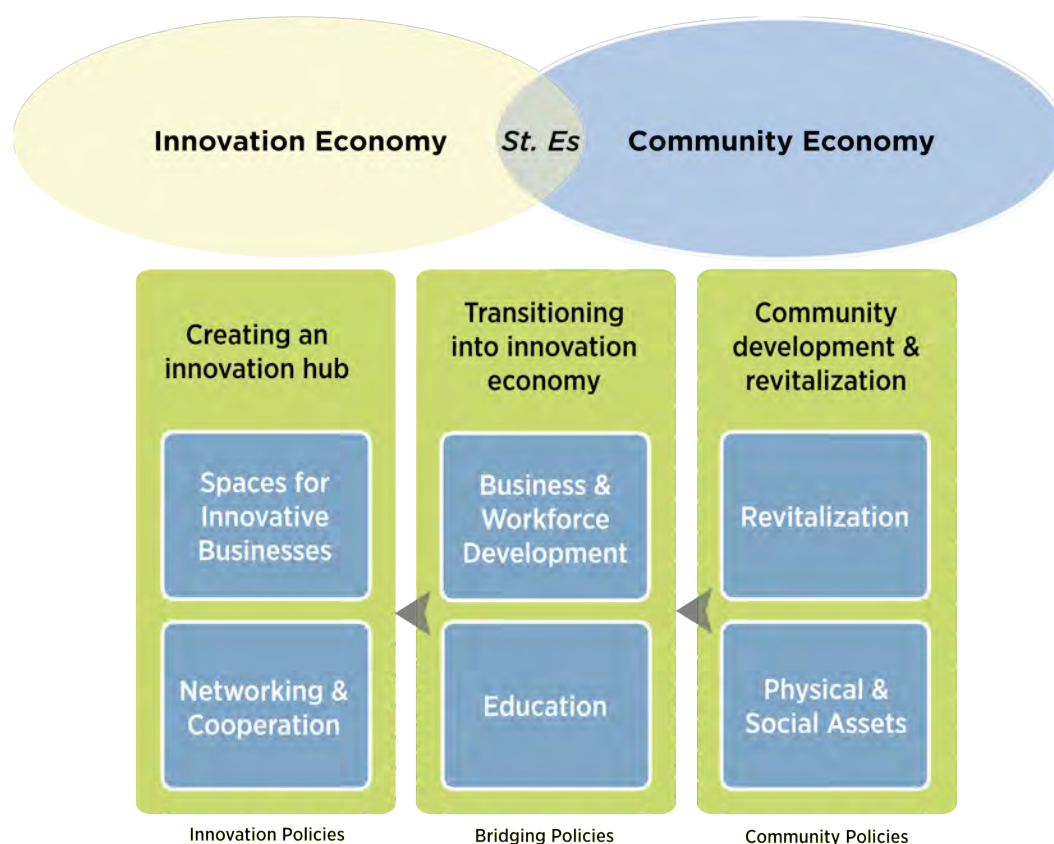 Innovation Economy
St. Es
Community Economy
Creating an
innovation hub
Spaces for
Innovative
Businesses
Networking &
Cooperation
Innovation Policies
Transitioning
into innovation
economy
Business &
Workforce
Development
Education
Bridging Policies
Community
development &
revitalization
Revitalization
Physical &
Social Assets
Community Policies